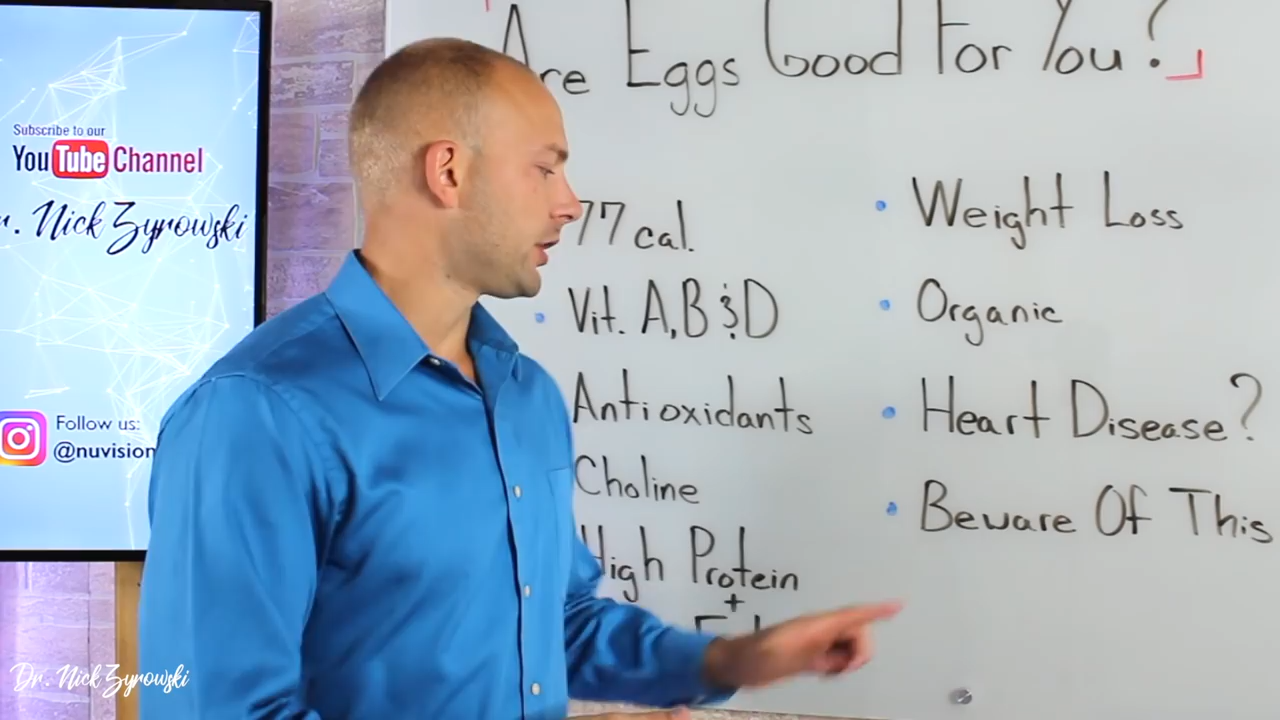 Are Eggs Good For You?
Subscribe to our
YouTube Channel
Dr. Nick Zyrowski
Follow us:
@nuvision
77 cal.
Vit. A,B & D
Antioxidants
Choline
High Protein
+
Weight Loss
Organic
Heart Disease?
Beware Of This
Dr. Nick Zyrowski